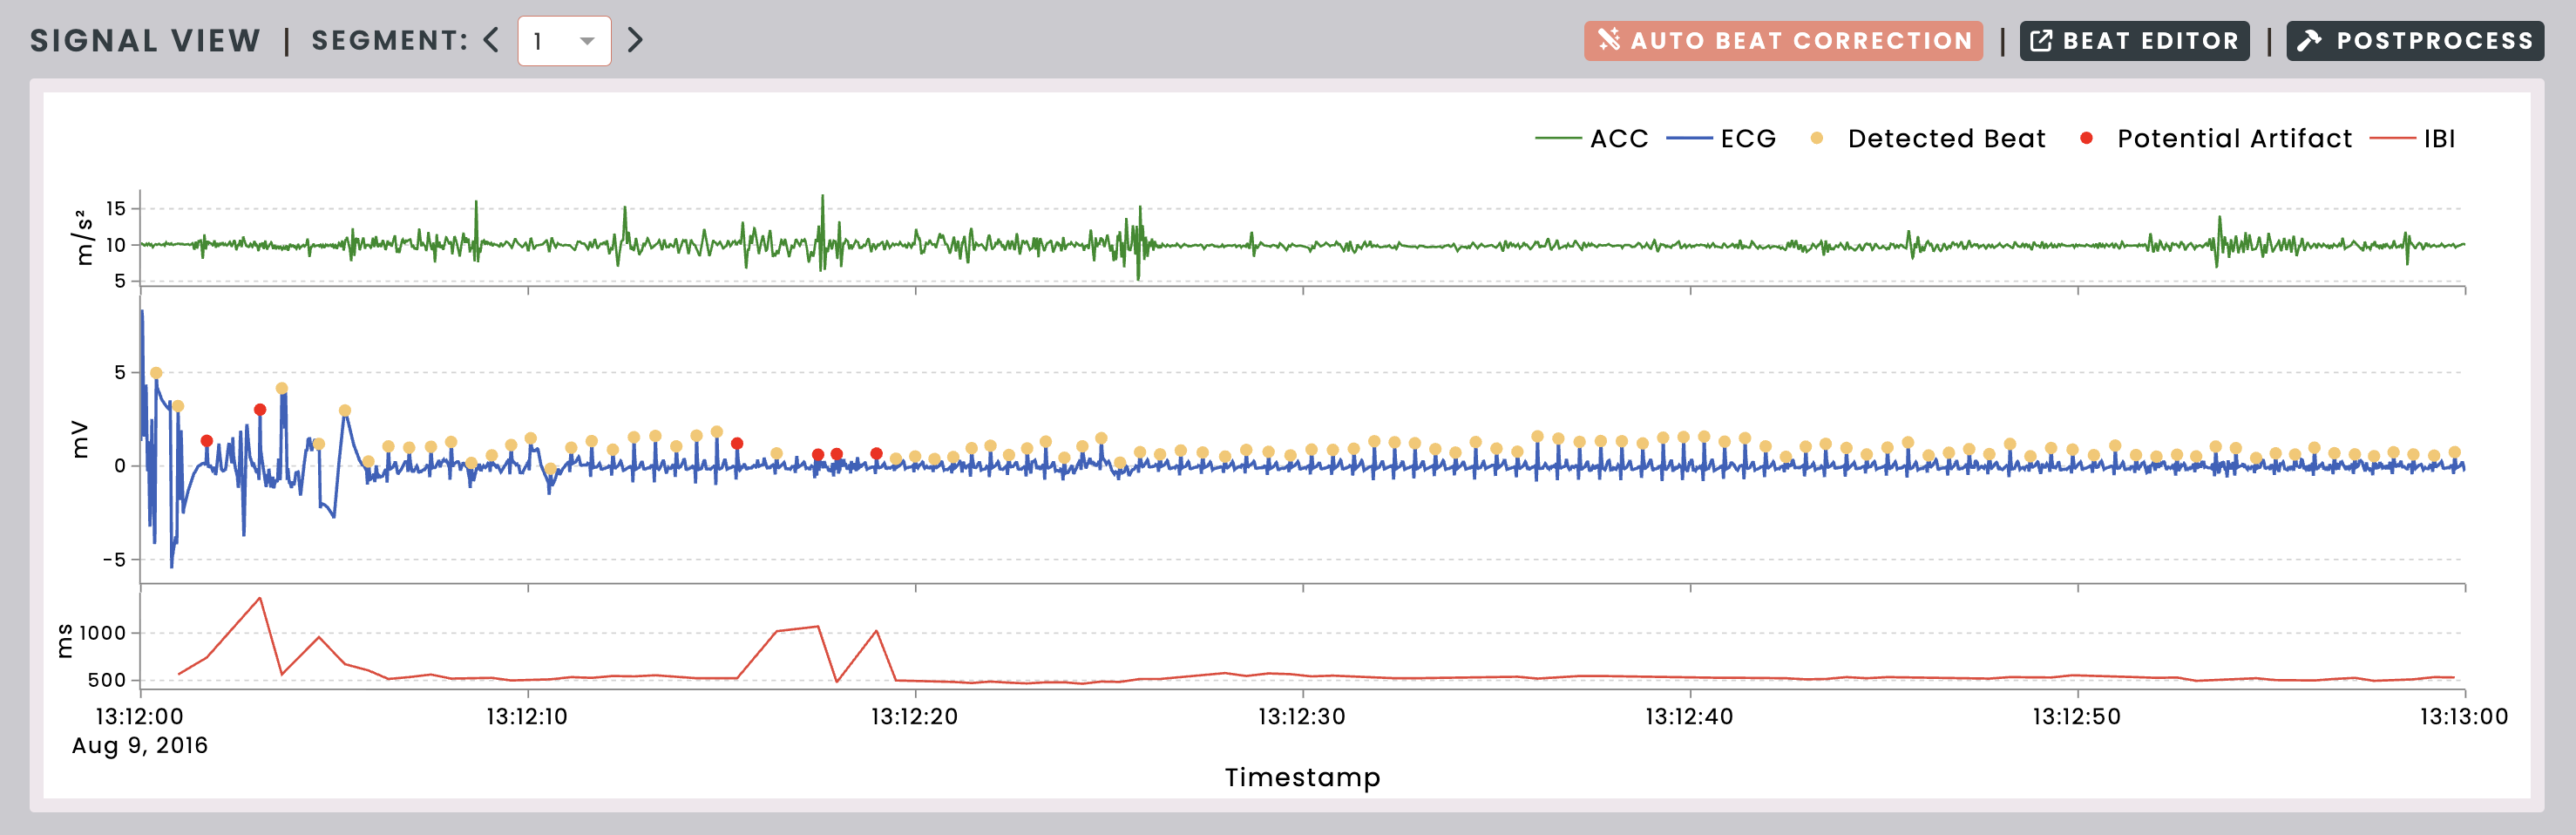 SIGNAL VIEW | SEGMENT: < 1 > AUTO BEAT CORRECTION | BEAT EDITOR | POSTPROCESS
ACC ECG Detected Beat Potential Artifact IBI
m/s²
15
10
5
mV
5
0
−5
ms
1000
500
13:12:00 13:12:10 13:12:20 13:12:30 13:12:40 13:12:50 13:13:00
Aug 9, 2016
Timestamp